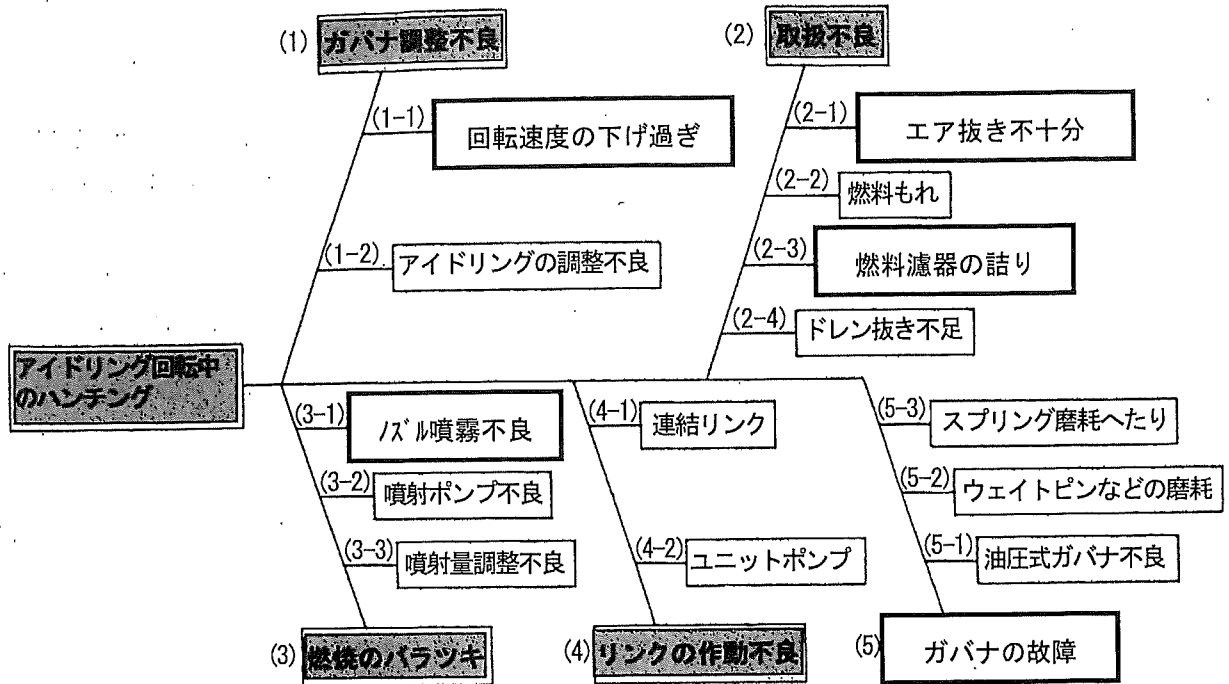 (1) ガバナ調整不良
(2) 取扱不良
(1-1) 回転速度の下げ過ぎ
(2-1) エア抜き不十分
(2-2) 燃料もれ
(1-2) アイドリングの調整不良
(2-3) 燃料濾器の詰り
(2-4) ドレン抜き不足
アイドリング回転中
のハンチング
(3-1) ノズル噴霧不良
(3-2) 噴射ポンプ不良
(3-3) 噴射量調整不良
(4-1) 連結リンク
(4-2) ユニットポンプ
(5-3) スプリング磨耗へたり
(5-2) ウェイトピンなどの磨耗
(5-1) 油圧式ガバナ不良
(3) 燃焼のバラツキ
(4) リンクの作動不良
(5) ガバナの故障